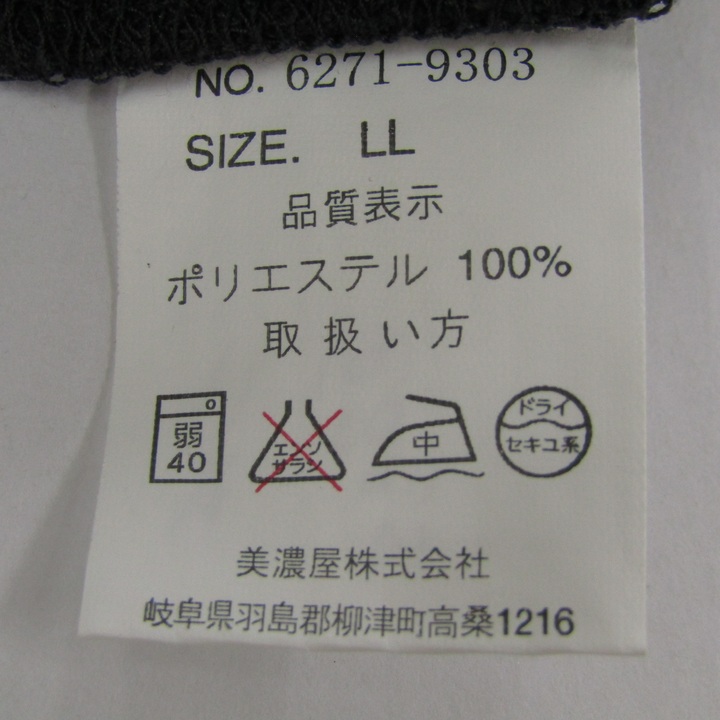 NO. 6271-9303
SIZE. LL
品質表示
ポリエステル 100%
取扱い方
弱
40
エンソ
サラシ
中
ドライ
セキユ系
美濃屋株式会社
岐阜県羽島郡柳津町高桑1216